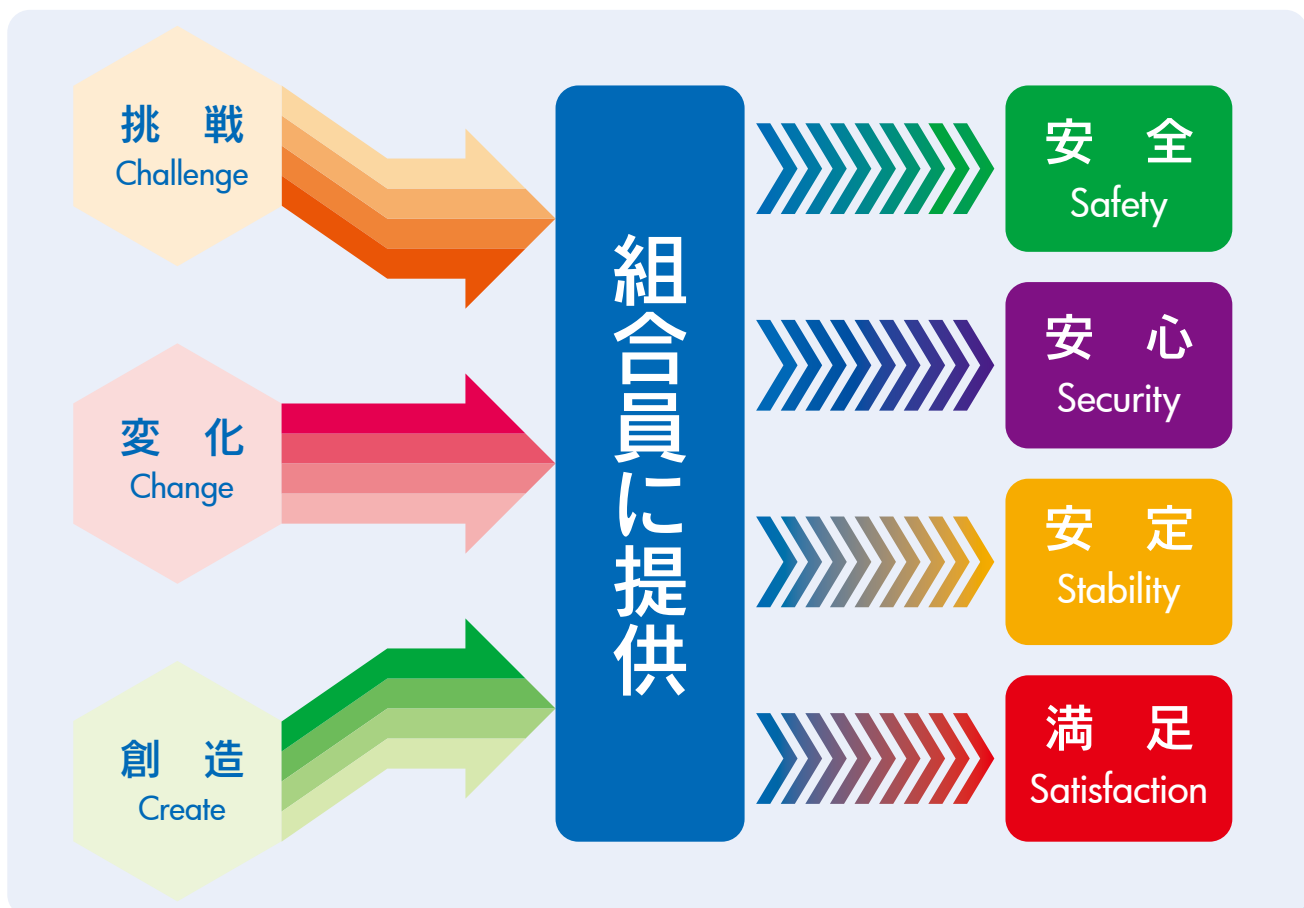 挑　戦
Challenge
変　化
Change
創　造
Create
組合員に提供
安　全
Safety
安　心
Security
安　定
Stability
満　足
Satisfaction